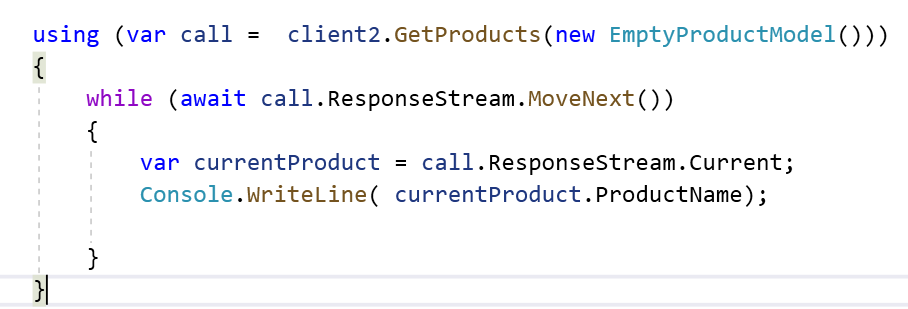 using (var call =  client2.GetProducts(new EmptyProductModel()))
{
    while (await call.ResponseStream.MoveNext())
    {
        var currentProduct = call.ResponseStream.Current;
        Console.WriteLine( currentProduct.ProductName);
    }
}